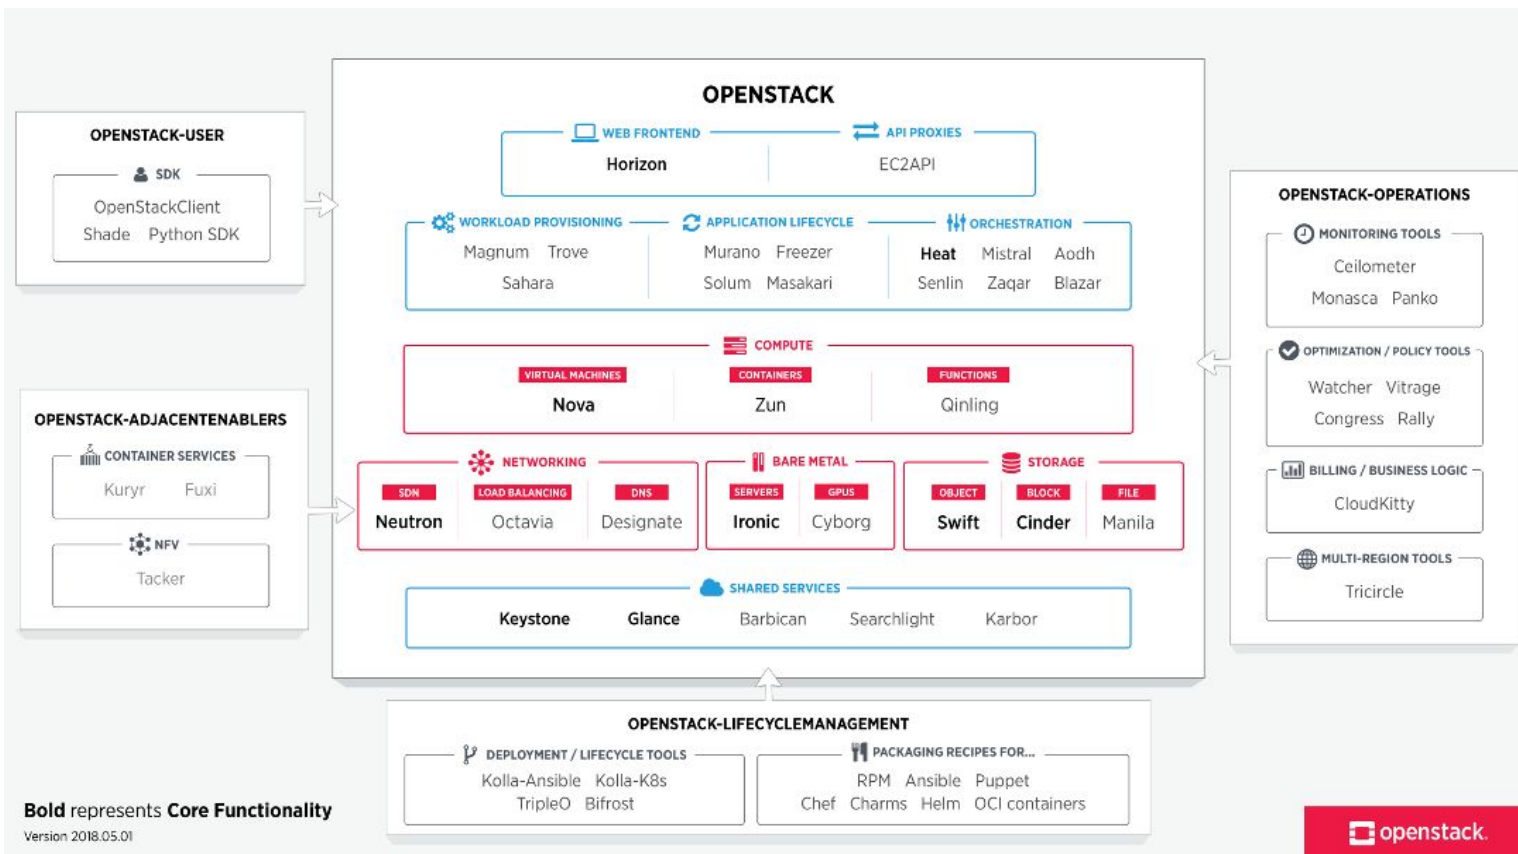 OPENSTACK
WEB FRONTEND
API PROXIES
Horizon
EC2API
WORKLOAD PROVISIONING
APPLICATION LIFECYCLE
ORCHESTRATION
Magnum Trove
Sahara
Murano Freezer
Solum Masakari
Heat Mistral Aodh
Senlin Zaqar Blazar
COMPUTE
VIRTUAL MACHINES
CONTAINERS
FUNCTIONS
Nova
Zun
Qinling
NETWORKING
SDN
LOAD BALANCING
DNS
Neutron
Octavia
Designate
BARE METAL
SERVERS
GPUS
Ironic
Cyborg
STORAGE
OBJECT
BLOCK
FILE
Swift
Cinder
Manila
SHARED SERVICES
Keystone Glance Barbican Searchlight Karbor
OPENSTACK-USER
SDK
OpenStackClient
Shade Python SDK
OPENSTACK-ADJACENTENABLERS
CONTAINER SERVICES
Kuryr Fuxi
NFV
Tacker
OPENSTACK-OPERATIONS
MONITORING TOOLS
Ceilometer
Monasca Panko
OPTIMIZATION / POLICY TOOLS
Watcher Vitrage
Congress Rally
BILLING / BUSINESS LOGIC
CloudKitty
MULTI-REGION TOOLS
Tricircle
OPENSTACK-LIFECYCLEMANAGEMENT
DEPLOYMENT / LIFECYCLE TOOLS
Kolla-Ansible Kolla-K8s
TripleO Bifrost
PACKAGING RECIPES FOR...
RPM Ansible Puppet
Chef Charms Helm OCI containers
Bold represents Core Functionality
Version 2018.05.01
openstack.